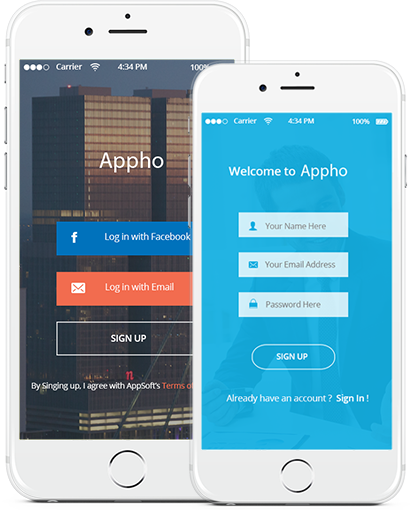 Carrier 4:34 PM 100%
Appho
Log in with Facebook
Log in with Email
SIGN UP
n
By Singing up, I agree with AppSoft's Terms of
Carrier 4:34 PM 100%
Welcome to Appho
Your Name Here
Your Email Address
Password Here
SIGN UP
Already have an account ? Sign In !